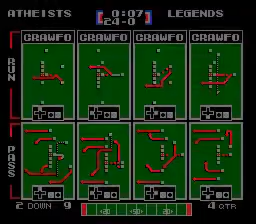 ATHEISTS 0:07 LEGENDS
24-0
CRAWFO CRAWFO CRAWFO CRAWFO
RUN
PASS
2 DOWN 9 4 QTR